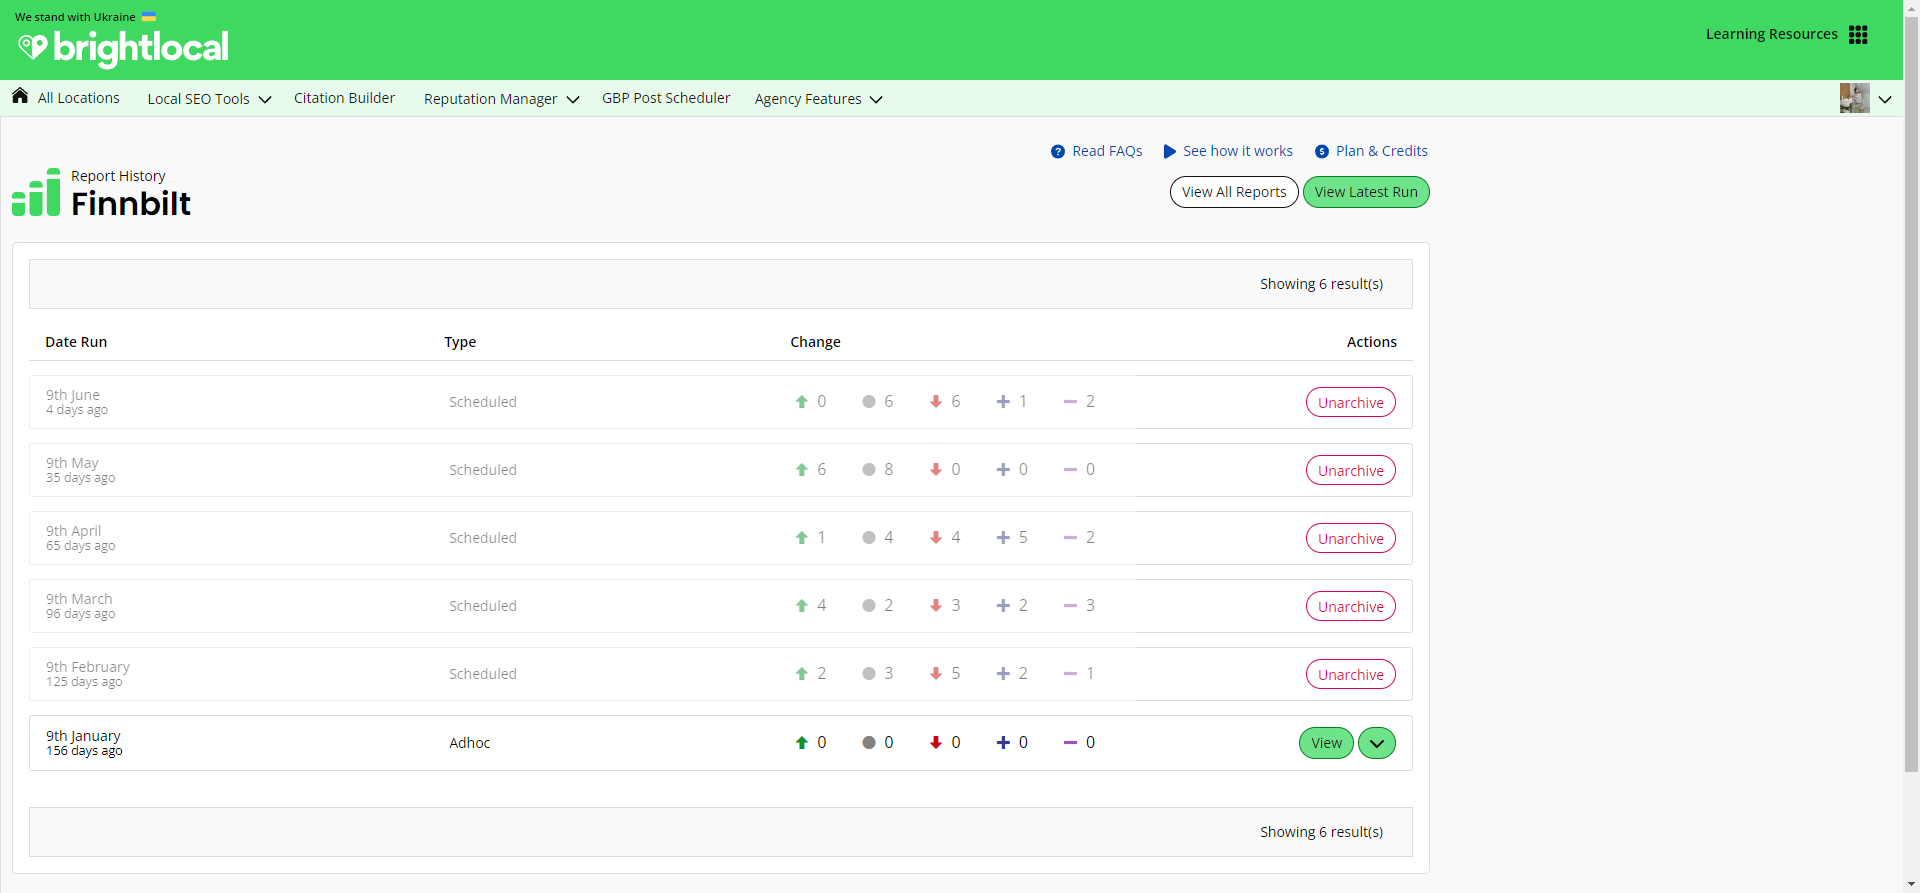 We stand with Ukraine
brightlocal
Learning Resources
All Locations
Local SEO Tools
Citation Builder
Reputation Manager
GBP Post Scheduler
Agency Features
Read FAQs
See how it works
Plan & Credits
Report History
Finnbilt
View All Reports
View Latest Run
Showing 6 result(s)
Date Run Type Change Actions
9th June
4 days ago
Scheduled 0 6 6 1 2 Unarchive
9th May
35 days ago
Scheduled 6 8 0 0 0 Unarchive
9th April
65 days ago
Scheduled 1 4 4 5 2 Unarchive
9th March
96 days ago
Scheduled 4 2 3 2 3 Unarchive
9th February
125 days ago
Scheduled 2 3 5 2 1 Unarchive
9th January
156 days ago
Adhoc 0 0 0 0 0 View
Showing 6 result(s)